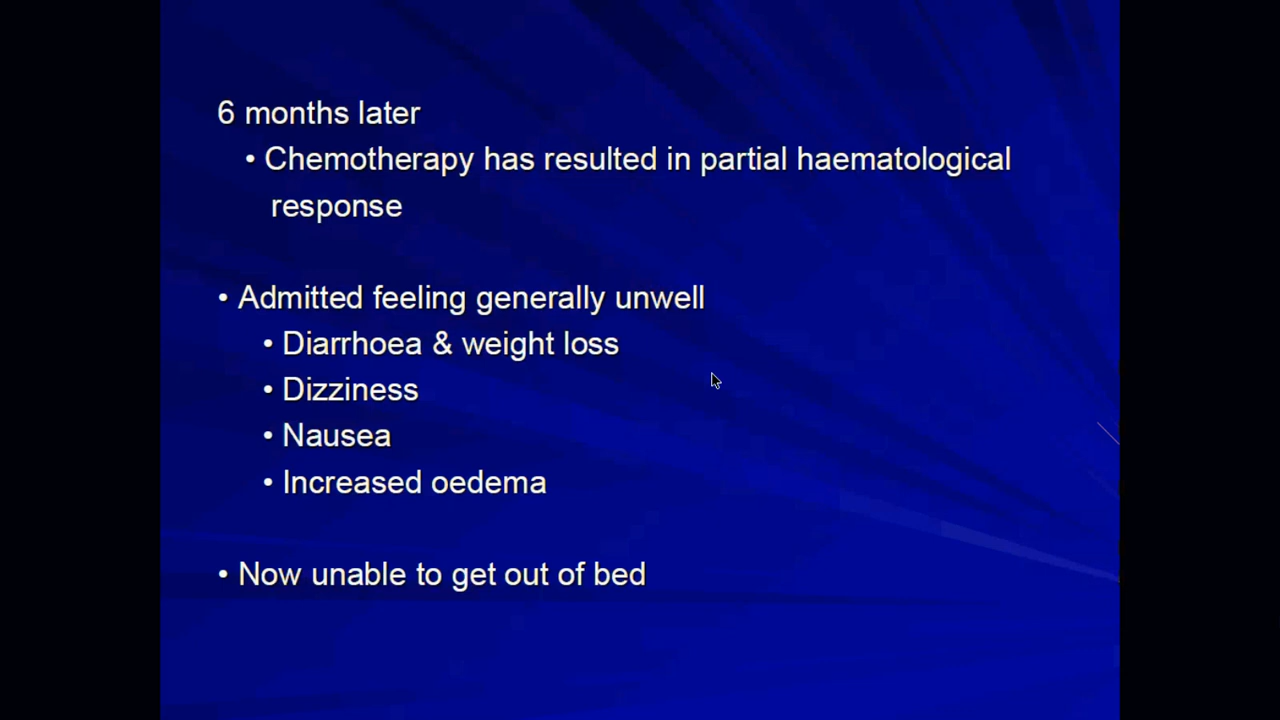 6 months later
• Chemotherapy has resulted in partial haematological
response
• Admitted feeling generally unwell
• Diarrhoea & weight loss
• Dizziness
• Nausea
• Increased oedema
• Now unable to get out of bed